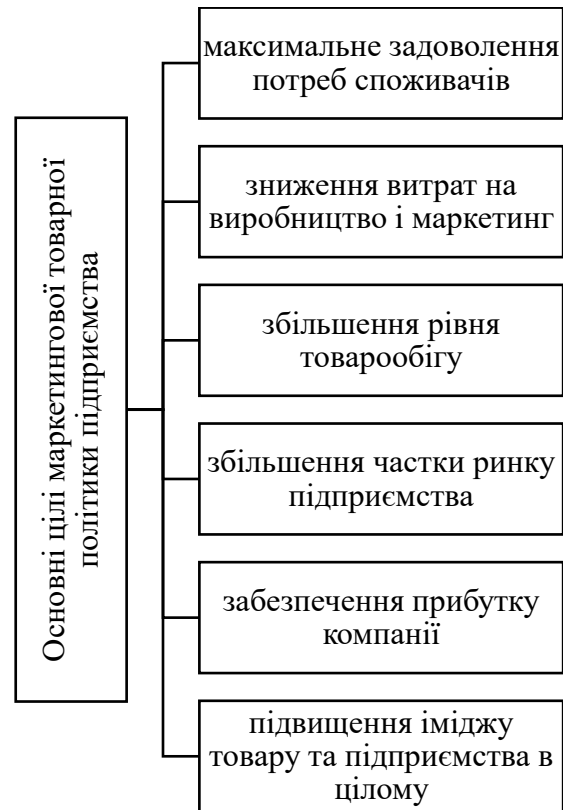 Основні цілі маркетингової товарної
політики підприємства
максимальне задоволення
потреб споживачів
зниження витрат на
виробництво і маркетинг
збільшення рівня
товарообігу
збільшення частки ринку
підприємства
забезпечення прибутку
компанії
підвищення іміджу
товару та підприємства в
цілому